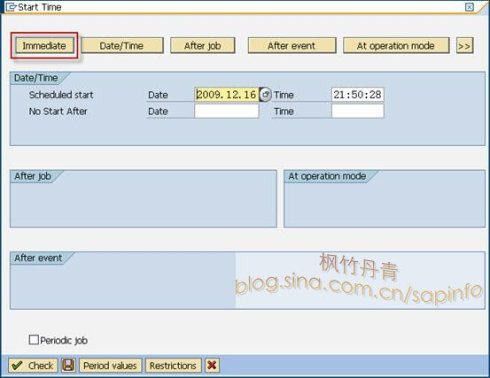 Start Time
Immediate Date/Time After job After event At operation mode >>
Date/Time
Scheduled start Date 2009.12.16 Time 21:50:28
No Start After Date Time
After job At operation mode
After event
枫竹丹青
blog.sina.com.cn/sapinfo
Periodic job
Check Period values Restrictions